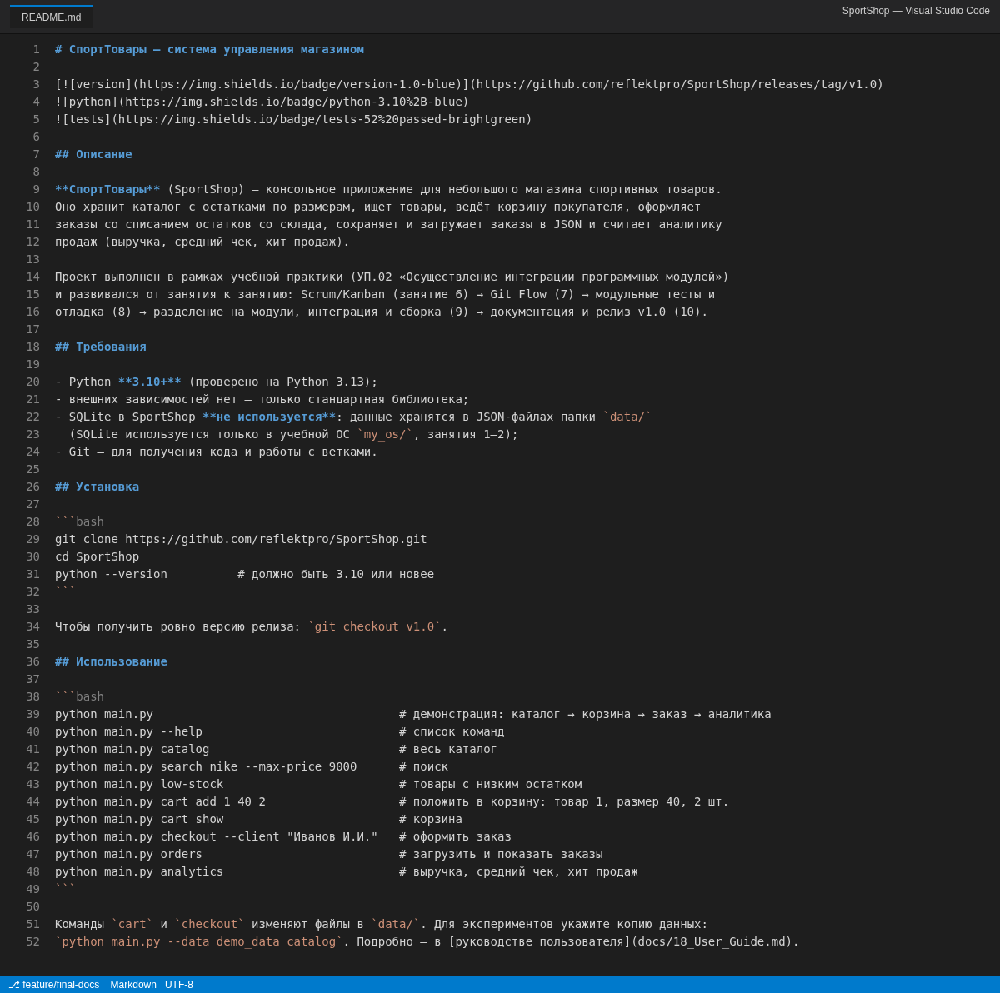 README.md
SportShop — Visual Studio Code
1 # СпортТовары — система управления магазином
2
3 [![version](https://img.shields.io/badge/version-1.0-blue)](https://github.com/reflektpro/SportShop/releases/tag/v1.0)
4 ![python](https://img.shields.io/badge/python-3.10%2B-blue)
5 ![tests](https://img.shields.io/badge/tests-52%20passed-brightgreen)
6
7 ## Описание
8
9 **СпортТовары** (SportShop) — консольное приложение для небольшого магазина спортивных товаров.
10 Оно хранит каталог с остатками по размерам, ищет товары, ведёт корзину покупателя, оформляет
11 заказы со списанием остатков со склада, сохраняет и загружает заказы в JSON и считает аналитику
12 продаж (выручка, средний чек, хит продаж).
13
14 Проект выполнен в рамках учебной практики (УП.02 «Осуществление интеграции программных модулей»)
15 и развивался от занятия к занятию: Scrum/Kanban (занятие 6) → Git Flow (7) → модульные тесты и
16 отладка (8) → разделение на модули, интеграция и сборка (9) → документация и релиз v1.0 (10).
17
18 ## Требования
19
20 - Python **3.10+** (проверено на Python 3.13);
21 - внешних зависимостей нет — только стандартная библиотека;
22 - SQLite в SportShop **не используется**: данные хранятся в JSON-файлах папки `data/`
23   (SQLite используется только в учебной ОС `my_os/`, занятия 1–2);
24 - Git — для получения кода и работы с ветками.
25
26 ## Установка
27
28 ```bash
29 git clone https://github.com/reflektpro/SportShop.git
30 cd SportShop
31 python --version          # должно быть 3.10 или новее
32 ```
33
34 Чтобы получить ровно версию релиза: `git checkout v1.0`.
35
36 ## Использование
37
38 ```bash
39 python main.py                                   # демонстрация: каталог → корзина → заказ → аналитика
40 python main.py --help                            # список команд
41 python main.py catalog                           # весь каталог
42 python main.py search nike --max-price 9000      # поиск
43 python main.py low-stock                         # товары с низким остатком
44 python main.py cart add 1 40 2                   # положить в корзину: товар 1, размер 40, 2 шт.
45 python main.py cart show                         # корзина
46 python main.py checkout --client "Иванов И.И."   # оформить заказ
47 python main.py orders                            # загрузить и показать заказы
48 python main.py analytics                         # выручка, средний чек, хит продаж
49 ```
50
51 Команды `cart` и `checkout` изменяют файлы в `data/`. Для экспериментов укажите копию данных:
52 `python main.py --data demo_data catalog`. Подробно — в [руководстве пользователя](docs/18_User_Guide.md).
⎇ feature/final-docs Markdown UTF-8